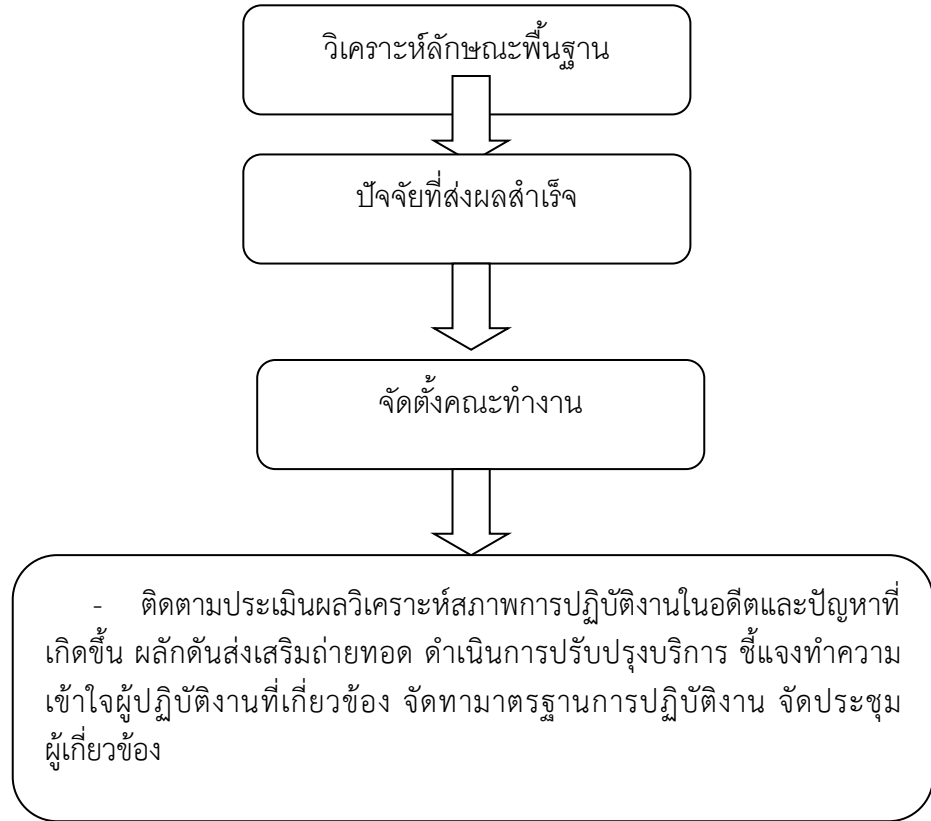 วิเคราะห์ลักษณะพื้นฐาน
ปัจจัยที่ส่งผลสำเร็จ
จัดตั้งคณะทำงาน
- ติดตามประเมินผลวิเคราะห์สภาพการปฏิบัติงานในอดีตและปัญหาที่
เกิดขึ้น ผลักดันส่งเสริมถ่ายทอด ดำเนินการปรับปรุงบริการ ชี้แจงทำความ
เข้าใจผู้ปฏิบัติงานที่เกี่ยวข้อง จัดทามาตรฐานการปฏิบัติงาน จัดประชุม
ผู้เกี่ยวข้อง